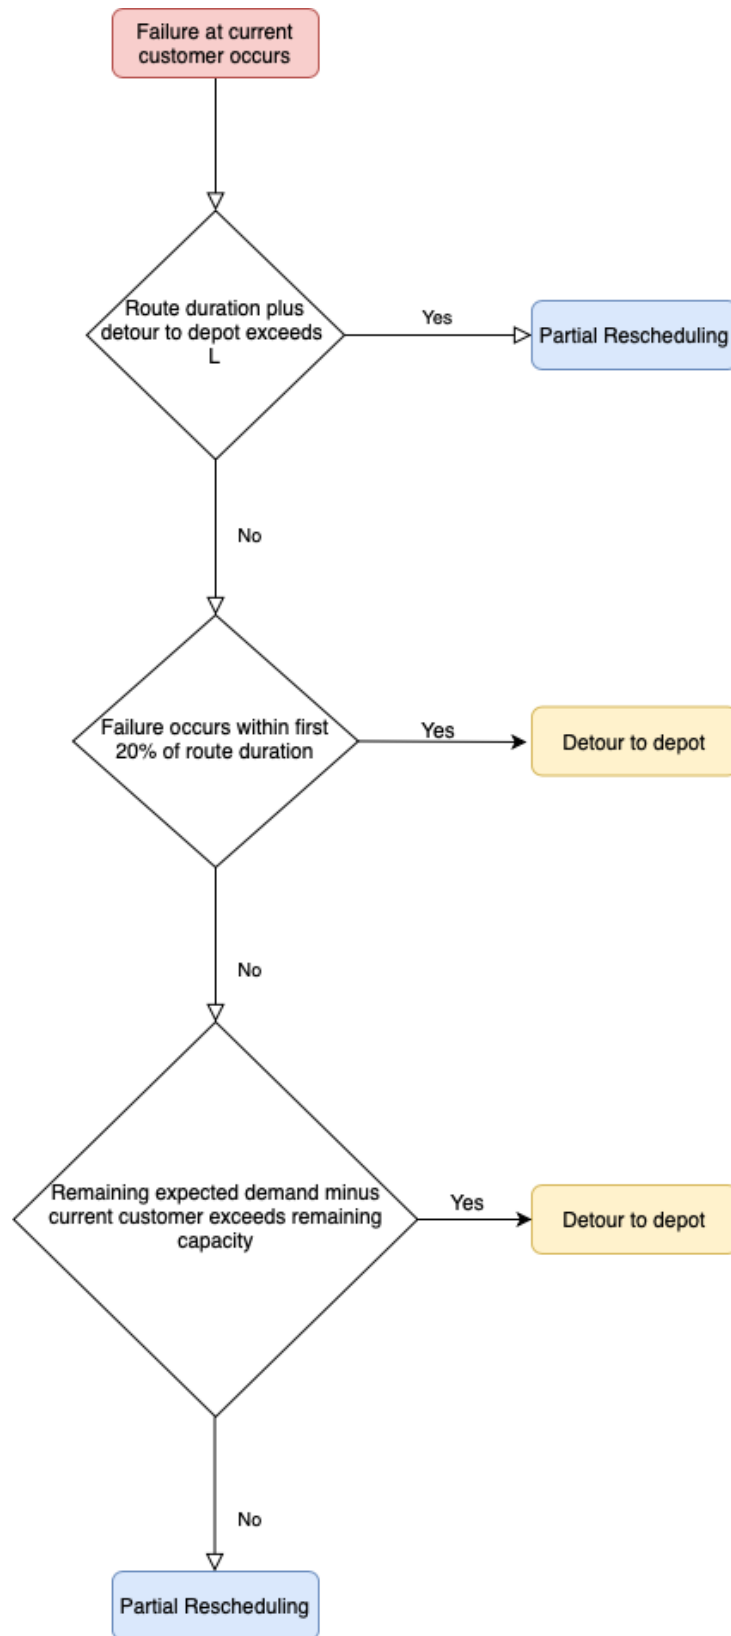 Failure at current
customer occurs
Route duration plus
detour to depot exceeds
L
Yes
Partial Rescheduling
No
Failure occurs within first
20% of route duration
Yes
Detour to depot
No
Remaining expected demand minus
current customer exceeds remaining
capacity
Yes
Detour to depot
No
Partial Rescheduling